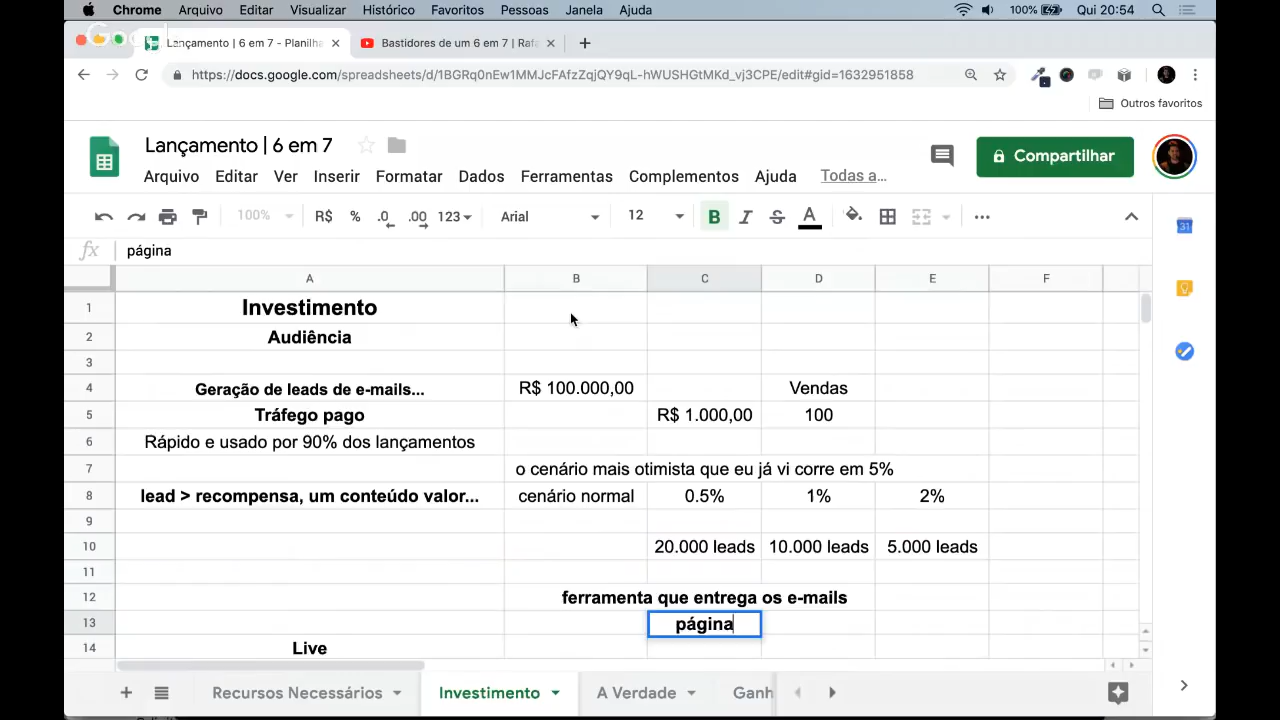 Chrome Arquivo Editar Visualizar Histórico Favoritos Pessoas Janela Ajuda 100% Qui 20:54
Lançamento | 6 em 7 - Planilha Bastidores de um 6 em 7 | Rafa
https://docs.google.com/spreadsheets/d/1BGRq0nEw1MMJcFAfzZqjQY9qL-hWUSHGtMKd_vj3CPE/edit#gid=1632951858
Outros favoritos
Lançamento | 6 em 7
Compartilhar
Arquivo Editar Ver Inserir Formatar Dados Ferramentas Complementos Ajuda Todas a...
100% R$ % .0 .00 123 Arial 12 B I S A
fx página
31
A B C D E F
1 Investimento
2 Audiência
3
4 Geração de leads de e-mails... R$ 100.000,00 Vendas
5 Tráfego pago R$ 1.000,00 100
6 Rápido e usado por 90% dos lançamentos
7 o cenário mais otimista que eu já vi corre em 5%
8 lead > recompensa, um conteúdo valor... cenário normal 0.5% 1% 2%
9
10 20.000 leads 10.000 leads 5.000 leads
11
12 ferramenta que entrega os e-mails
13 página
14 Live
Recursos Necessários Investimento A Verdade Ganh